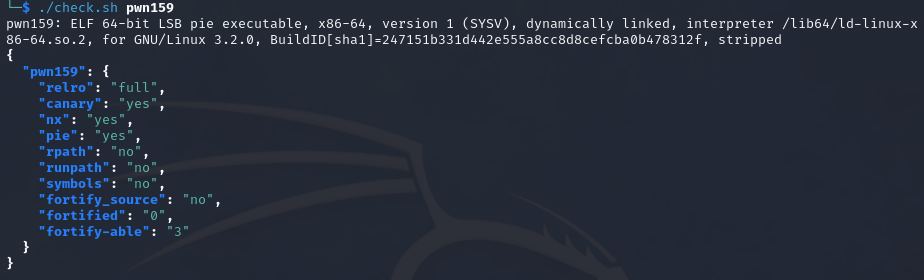 └─$ ./check.sh pwn159
pwn159: ELF 64-bit LSB pie executable, x86-64, version 1 (SYSV), dynamically linked, interpreter /lib64/ld-linux-x
86-64.so.2, for GNU/Linux 3.2.0, BuildID[sha1]=247151b331d442e555a8cc8d8cefcba0b478312f, stripped
{
  "pwn159": {
    "relro": "full",
    "canary": "yes",
    "nx": "yes",
    "pie": "yes",
    "rpath": "no",
    "runpath": "no",
    "symbols": "no",
    "fortify_source": "no",
    "fortified": "0",
    "fortify-able": "3"
  }
}